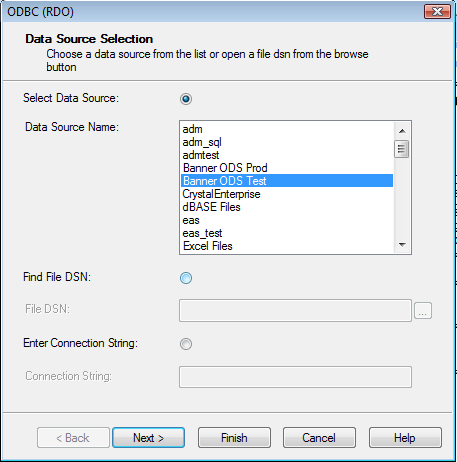 ODBC (RDO)
Data Source Selection
Choose a data source from the list or open a file dsn from the browse
button
Select Data Source:
Data Source Name:
adm
adm_sql
admtest
Banner ODS Prod
Banner ODS Test
CrystalEnterprise
dBASE Files
eas
eas_test
Excel Files
Find File DSN:
File DSN:
...
Enter Connection String:
Connection String:
< Back
Next >
Finish
Cancel
Help